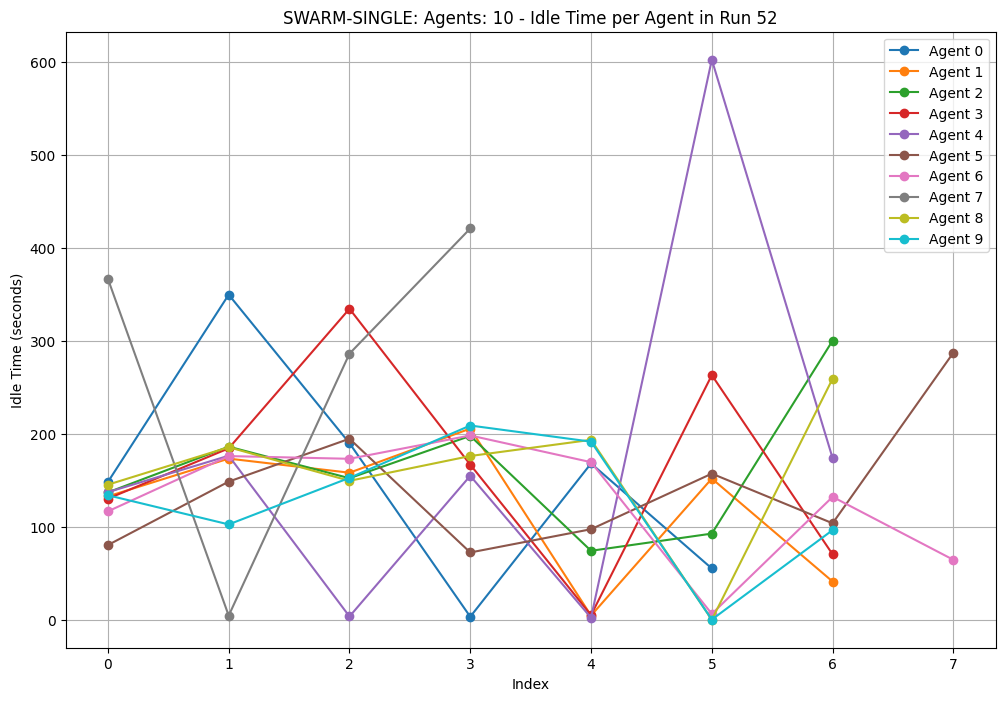 SWARM-SINGLE: Agents: 10 - Idle Time per Agent in Run 52
Idle Time (seconds)
600
500
400
300
200
100
0
0 1 2 3 4 5 6 7
Index
Agent 0
Agent 1
Agent 2
Agent 3
Agent 4
Agent 5
Agent 6
Agent 7
Agent 8
Agent 9